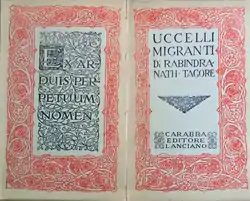 EX AR
DUIS PER
PETUUM
NOMEN
UCCELLI
MIGRANTI
DI RABINDRA
NATH · TAGORE
CARABBA
EDITORE
LANCIANO